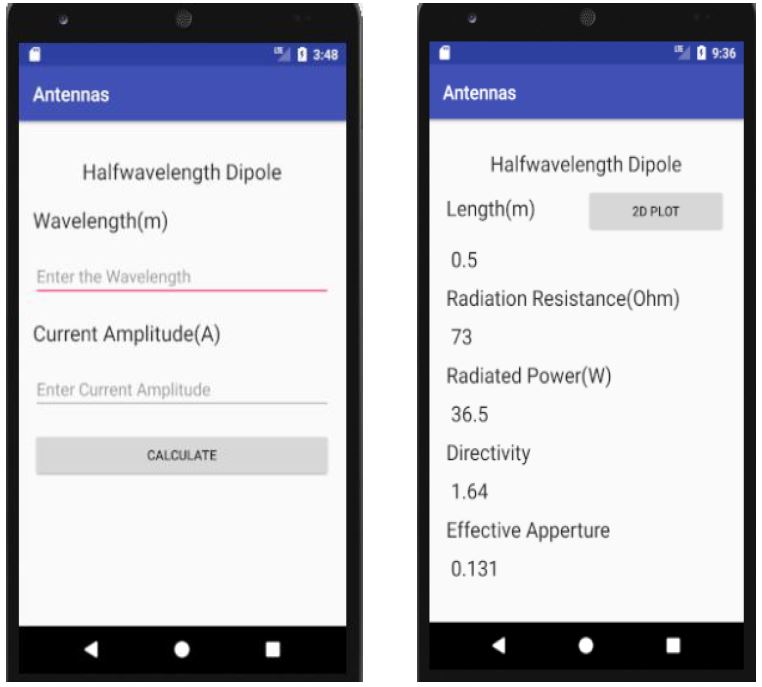 LTE 3:48
Antennas
Halfwavelength Dipole
Wavelength(m)
Enter the Wavelength
Current Amplitude(A)
Enter Current Amplitude
CALCULATE
LTE 9:36
Antennas
Halfwavelength Dipole
Length(m) 2D PLOT
0.5
Radiation Resistance(Ohm)
73
Radiated Power(W)
36.5
Directivity
1.64
Effective Apperture
0.131